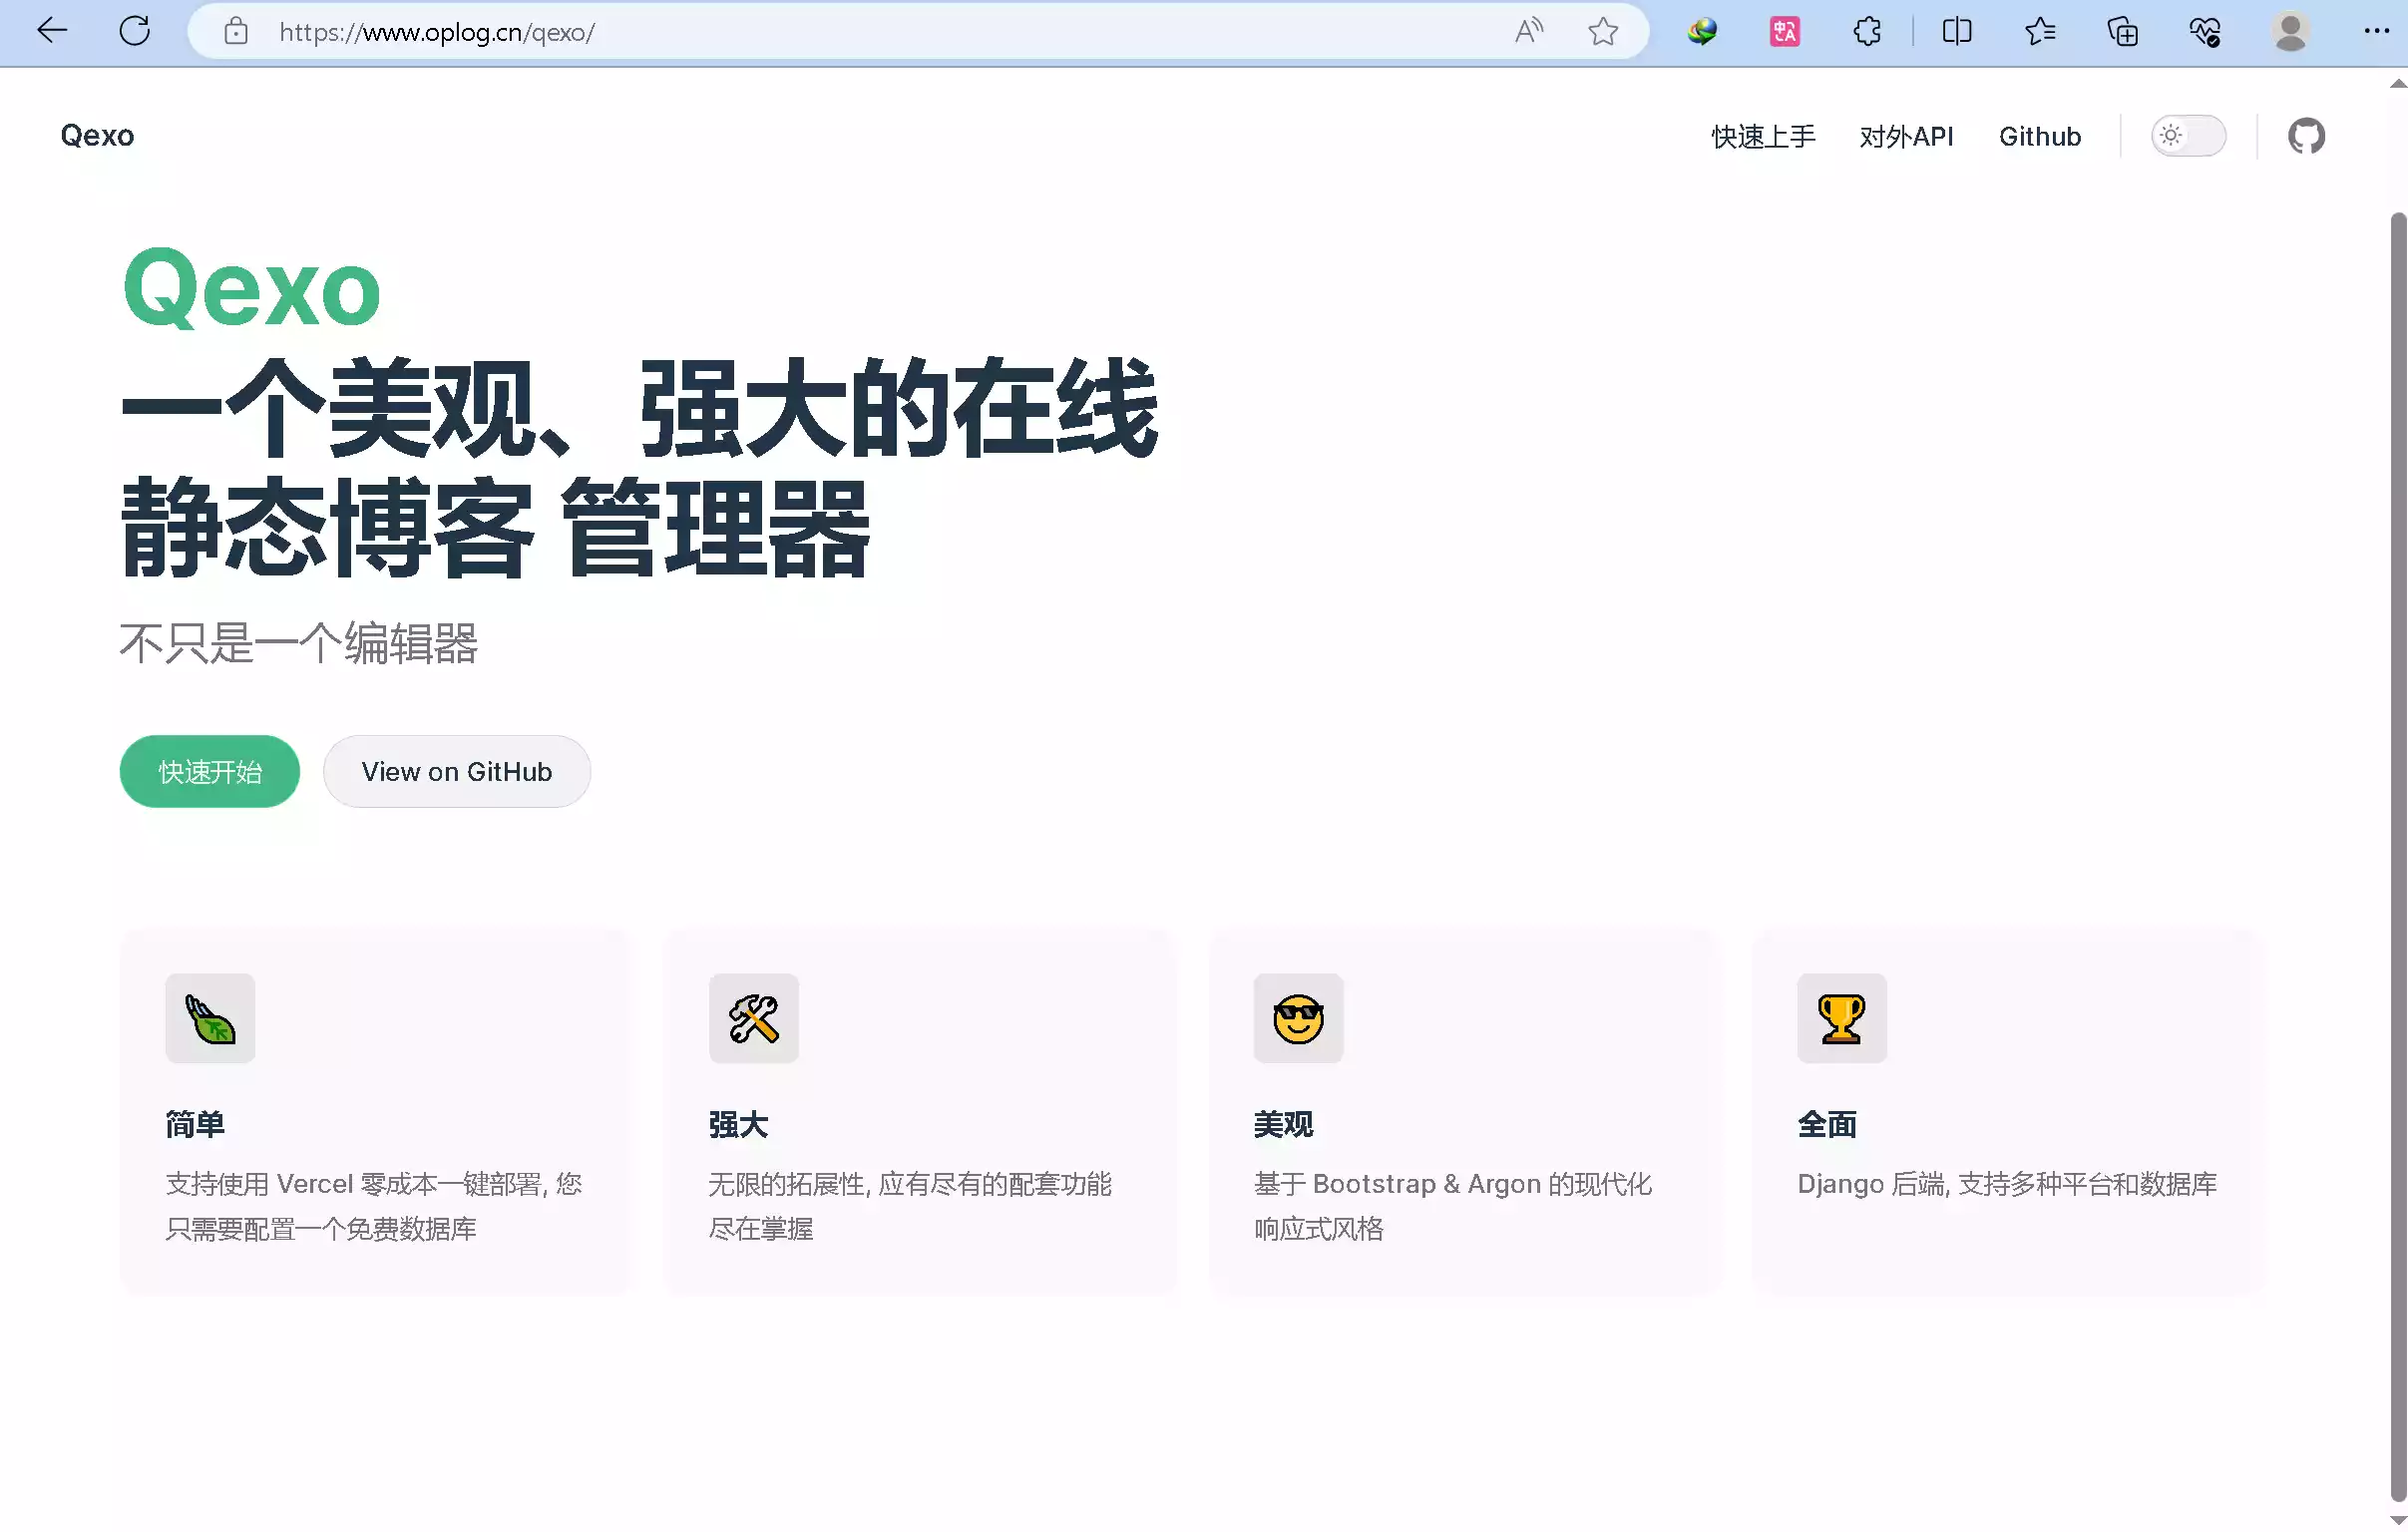 https://www.oplog.cn/qexo/
Qexo
快速上手
对外API
Github
Qexo
一个美观、强大的在线
静态博客 管理器
不只是一个编辑器
快速开始
View on GitHub
简单
支持使用 Vercel 零成本一键部署, 您
只需要配置一个免费数据库
强大
无限的拓展性, 应有尽有的配套功能
尽在掌握
美观
基于 Bootstrap & Argon 的现代化
响应式风格
全面
Django 后端, 支持多种平台和数据库